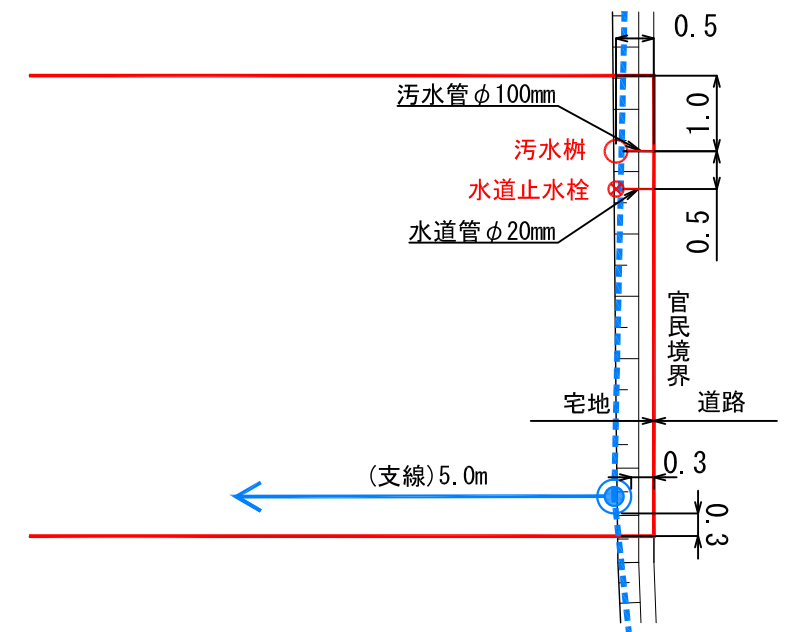 0.5
汚水管φ100mm
1.0
汚水桝
水道止水栓
水道管φ20mm
0.5
官民境界
宅地
道路
(支線)5.0m
0.3
0.3